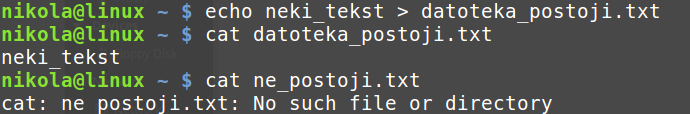 nikola@linux ~ $ echo neki_tekst > datoteka_postoji.txt
nikola@linux ~ $ cat datoteka_postoji.txt
neki_tekst
nikola@linux ~ $ cat ne_postoji.txt
cat: ne_postoji.txt: No such file or directory